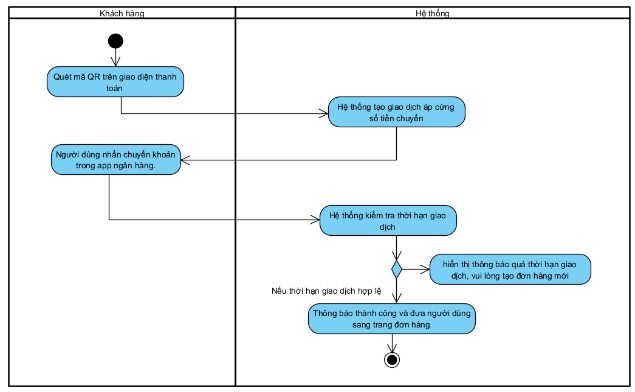 Khách hàng
Hệ thống
Quét mã QR trên giao diện thanh
toán
Hệ thống tạo giao dịch áp cứng
số tiền chuyển
Người dùng nhấn chuyển khoản
trong app ngân hàng.
Hệ thống kiểm tra thời hạn giao
dịch
hiển thị thông báo quá thời hạn giao
dịch, vui lòng tạo đơn hàng mới
Nếu thời hạn giao dịch hợp lệ
Thông báo thành công và đưa người dùng
sang trang đơn hàng